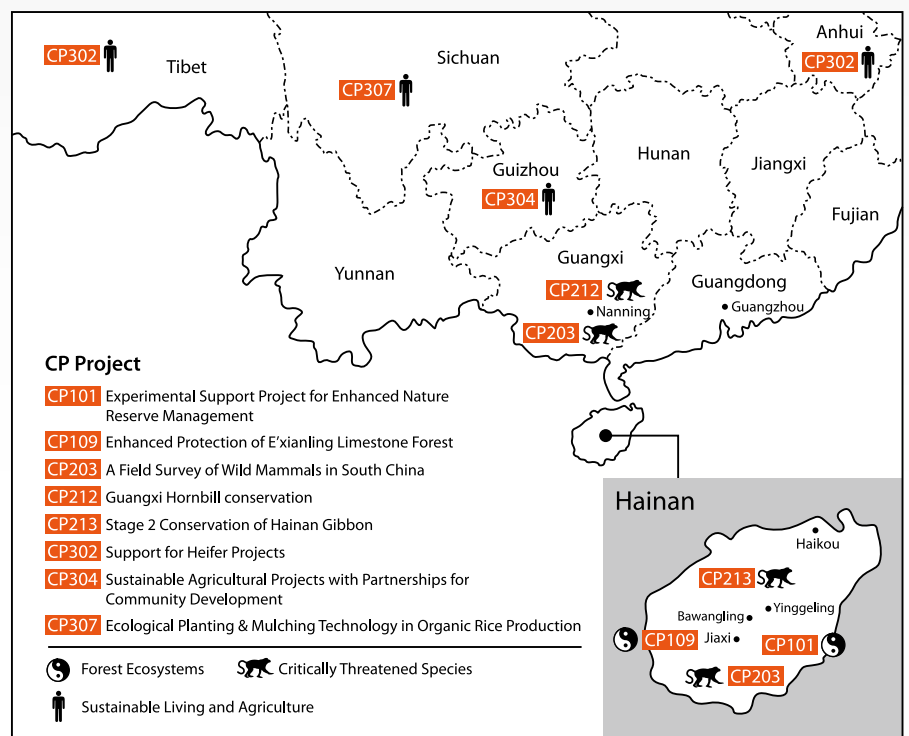 CP302
Tibet
Sichuan
CP307
Anhui
CP302
Guizhou
CP304
Hunan
Jiangxi
Fujian
Yunnan
Guangxi
CP212
Nanning
CP203
Guangdong
Guangzhou
CP Project
CP101 Experimental Support Project for Enhanced Nature
Reserve Management
CP109 Enhanced Protection of E'xianling Limestone Forest
CP203 A Field Survey of Wild Mammals in South China
CP212 Guangxi Hornbill conservation
CP213 Stage 2 Conservation of Hainan Gibbon
CP302 Support for Heifer Projects
CP304 Sustainable Agricultural Projects with Partnerships for
Community Development
CP307 Ecological Planting & Mulching Technology in Organic Rice Production
Forest Ecosystems
Critically Threatened Species
Sustainable Living and Agriculture
Hainan
Haikou
CP213
Yinggeling
Bawangling
CP109
Jiaxi
CP101
CP203